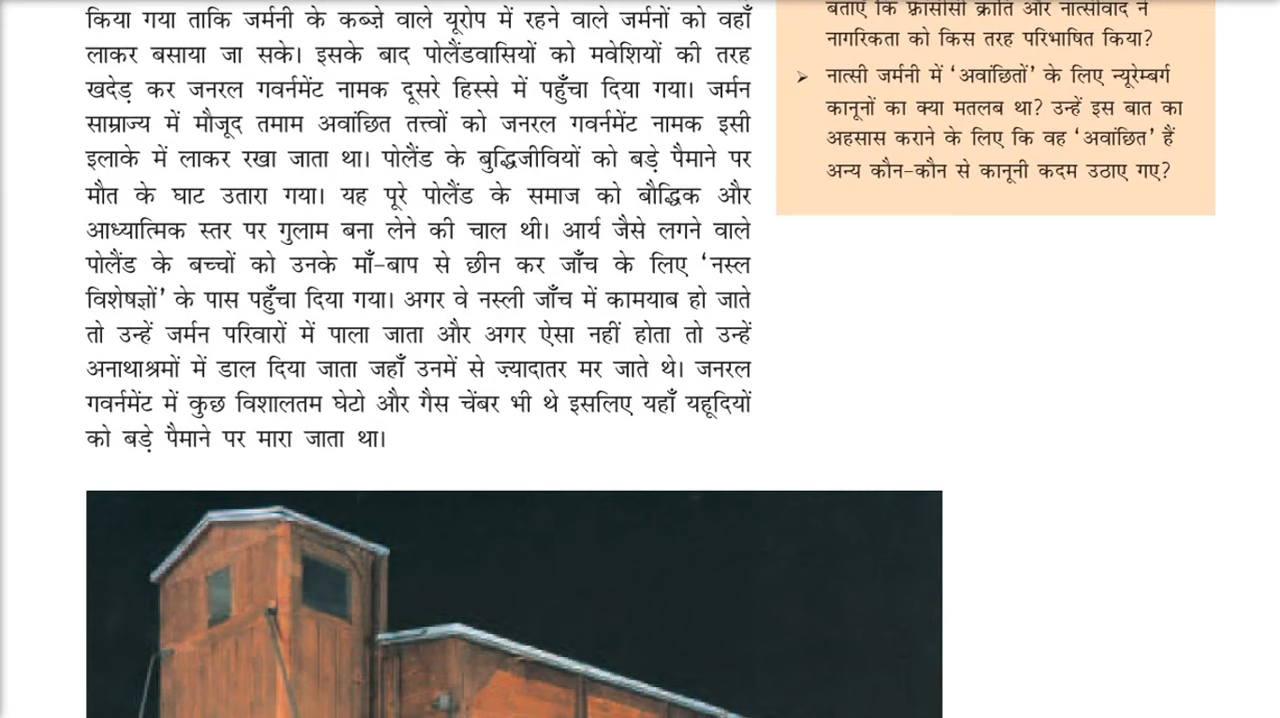 किया गया ताकि जर्मनी के कब्ज़े वाले यूरोप में रहने वाले जर्मनों को वहाँ
लाकर बसाया जा सके। इसके बाद पोलैंडवासियों को मवेशियों की तरह
खदेड़ कर जनरल गवर्नमेंट नामक दूसरे हिस्से में पहुँचा दिया गया। जर्मन
साम्राज्य में मौजूद तमाम अवांछित तत्त्वों को जनरल गवर्नमेंट नामक इसी
इलाके में लाकर रखा जाता था। पोलैंड के बुद्धिजीवियों को बड़े पैमाने पर
मौत के घाट उतारा गया। यह पूरे पोलैंड के समाज को बौद्धिक और
आध्यात्मिक स्तर पर गुलाम बना लेने की चाल थी। आर्य जैसे लगने वाले
पोलैंड के बच्चों को उनके माँ-बाप से छीन कर जाँच के लिए ‘नस्ल
विशेषज्ञों’ के पास पहुँचा दिया गया। अगर वे नस्ली जाँच में कामयाब हो जाते
तो उन्हें जर्मन परिवारों में पाला जाता और अगर ऐसा नहीं होता तो उन्हें
अनाथाश्रमों में डाल दिया जाता जहाँ उनमें से ज़्यादातर मर जाते थे। जनरल
गवर्नमेंट में कुछ विशालतम घेटो और गैस चेंबर भी थे इसलिए यहाँ यहूदियों
को बड़े पैमाने पर मारा जाता था।
बताएँ कि फ़्रांसीसी क्रांति और नात्सीवाद ने
नागरिकता को किस तरह परिभाषित किया?
➤ नात्सी जर्मनी में ‘अवांछितों’ के लिए न्यूरेम्बर्ग
कानूनों का क्या मतलब था? उन्हें इस बात का
अहसास कराने के लिए कि वह ‘अवांछित’ हैं
अन्य कौन-कौन से कानूनी कदम उठाए गए?